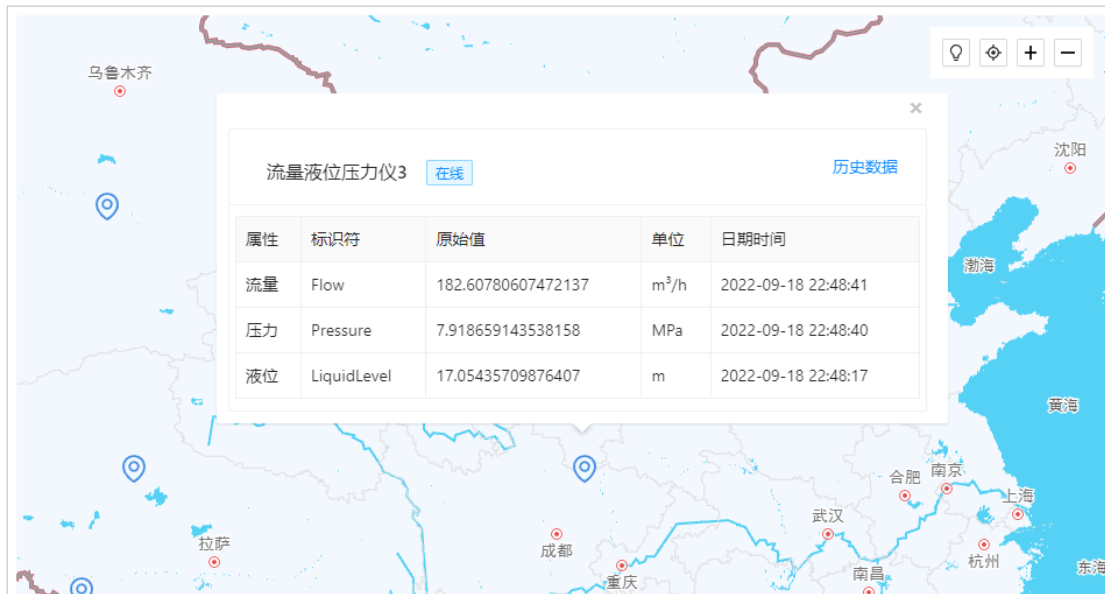 乌鲁木齐
沈阳
流量液位压力仪3 在线 历史数据
属性 标识符 原始值 单位 日期时间
流量 Flow 182.60780607472137 m³/h 2022-09-18 22:48:41
压力 Pressure 7.918659143538158 MPa 2022-09-18 22:48:40
液位 LiquidLevel 17.05435709876407 m 2022-09-18 22:48:17
渤海
黄海
合肥 南京
上海
武汉
拉萨
成都
杭州
东海
南昌
重庆